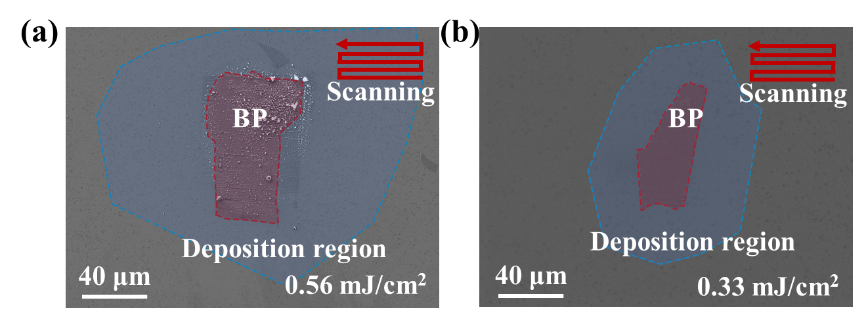 (a)
Scanning
BP
Deposition region
40 μm
0.56 mJ/cm²
(b)
Scanning
BP
Deposition region
40 μm
0.33 mJ/cm²